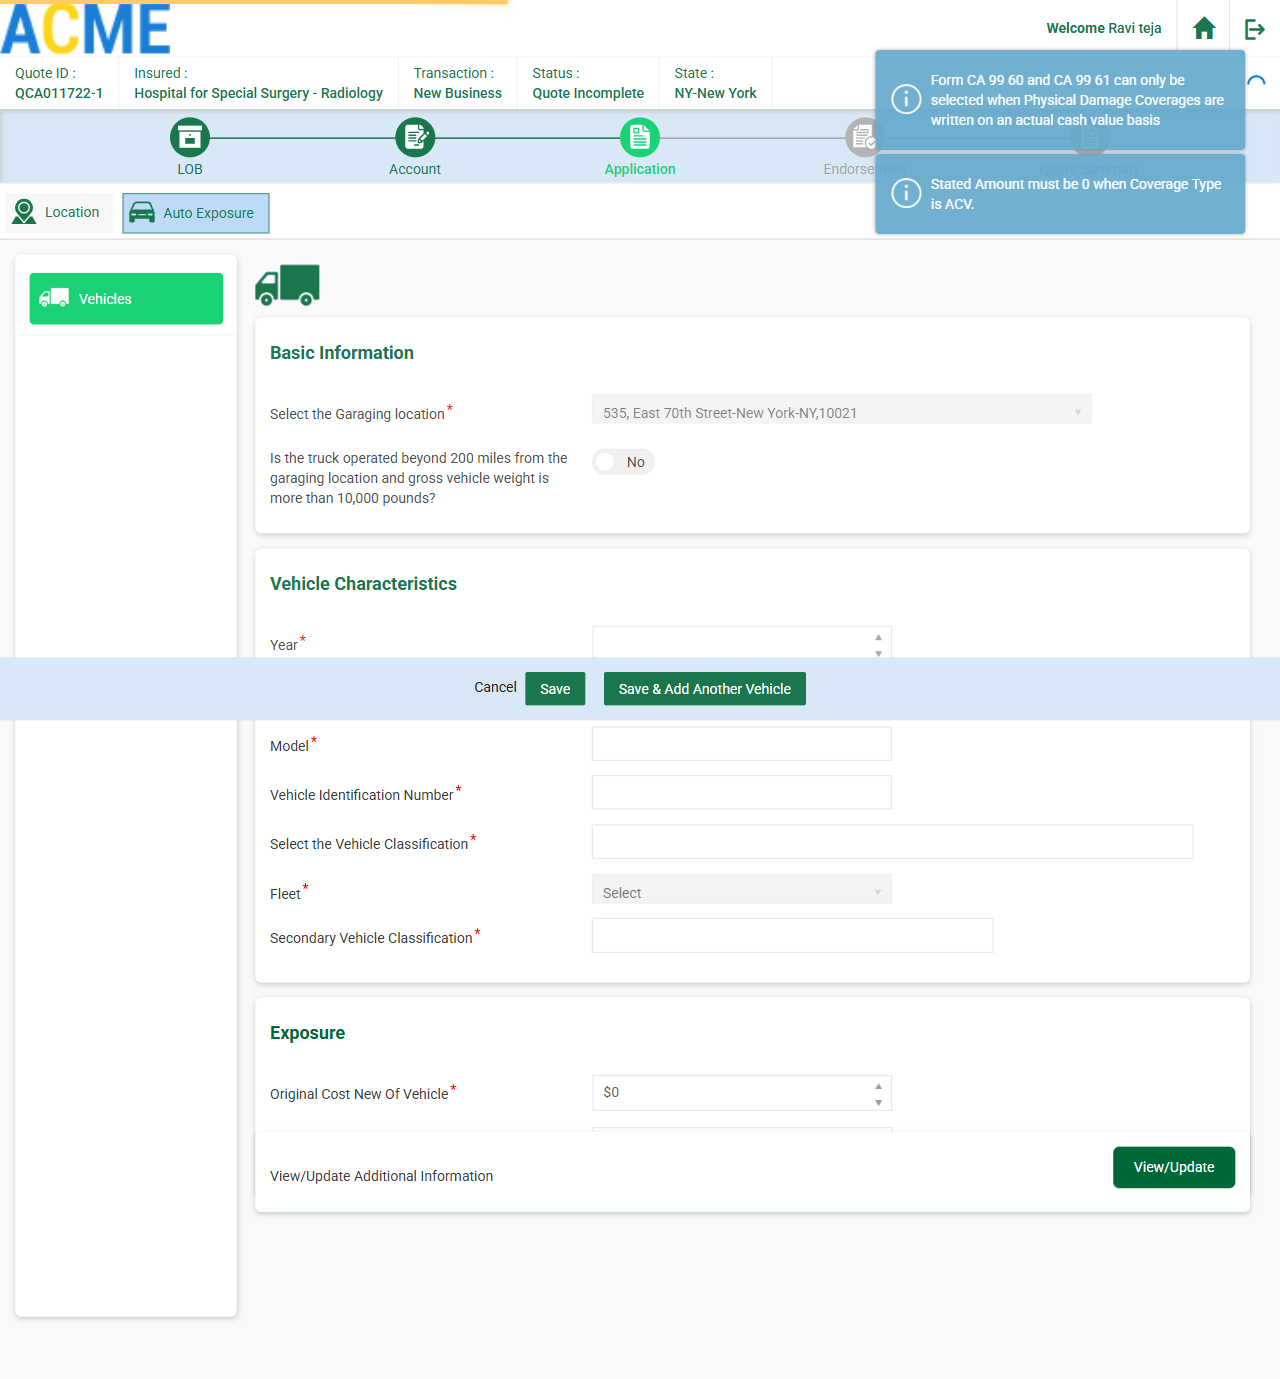 ACME
Welcome Ravi teja
Quote ID :
QCA011722-1
Insured :
Hospital for Special Surgery - Radiology
Transaction :
New Business
Status :
Quote Incomplete
State :
NY-New York
Form CA 99 60 and CA 99 61 can only be
selected when Physical Damage Coverages are
written on an actual cash value basis
Stated Amount must be 0 when Coverage Type
is ACV.
LOB
Account
Application
Endorsement
Quote Summary
Location
Auto Exposure
Vehicles
Basic Information
Select the Garaging location*
535, East 70th Street-New York-NY,10021
Is the truck operated beyond 200 miles from the
garaging location and gross vehicle weight is
more than 10,000 pounds?
No
Vehicle Characteristics
Year*
Cancel
Save
Save & Add Another Vehicle
Model*
Vehicle Identification Number*
Select the Vehicle Classification*
Fleet*
Select
Secondary Vehicle Classification*
Exposure
Original Cost New Of Vehicle*
$0
View/Update Additional Information
View/Update